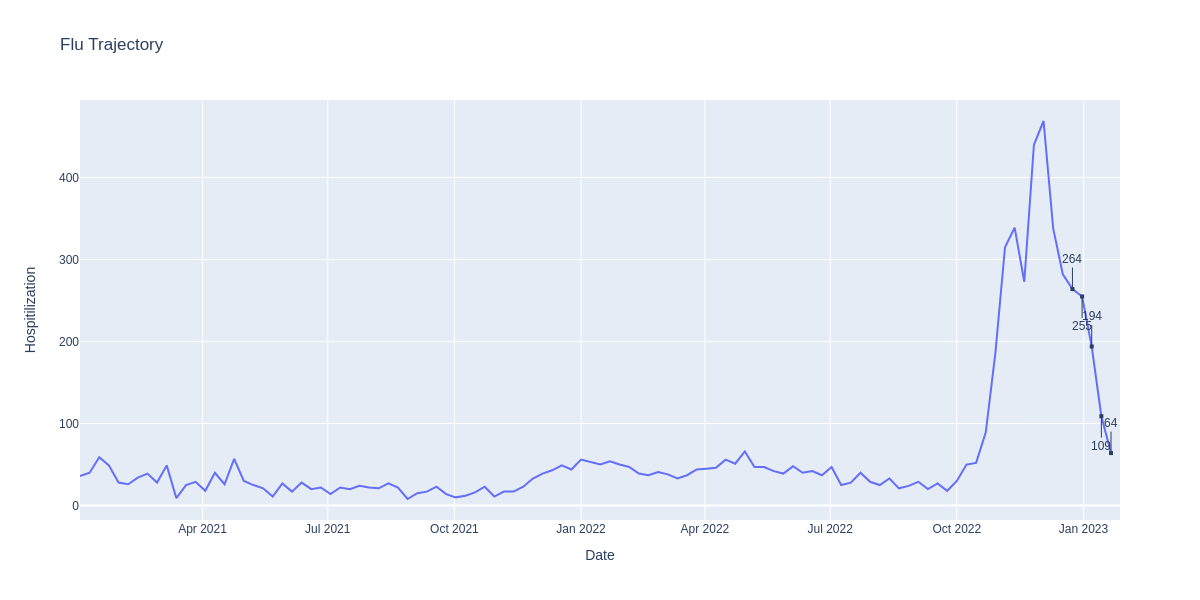 Flu Trajectory
Hospitilization
400
300
200
100
0
264
255
194
109
64
Apr 2021
Jul 2021
Oct 2021
Jan 2022
Apr 2022
Jul 2022
Oct 2022
Jan 2023
Date